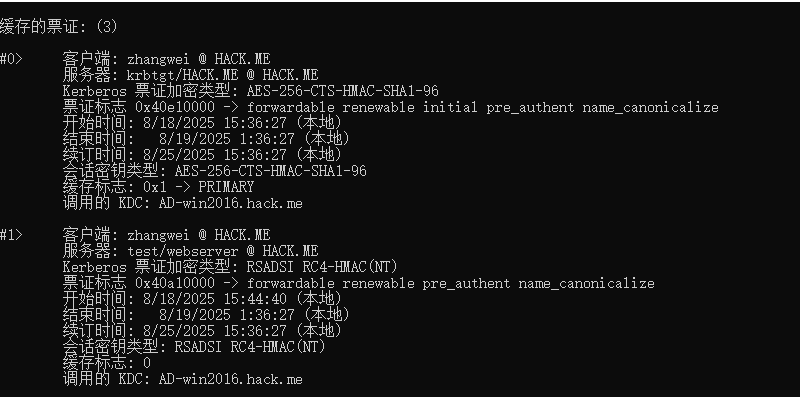 缓存的票证: (3)
#0> 客户端: zhangwei @ HACK.ME
服务器: krbtgt/HACK.ME @ HACK.ME
Kerberos 票证加密类型: AES-256-CTS-HMAC-SHA1-96
票证标志 0x40e10000 -> forwardable renewable initial pre_authent name_canonicalize
开始时间: 8/18/2025 15:36:27 (本地)
结束时间: 8/19/2025 1:36:27 (本地)
续订时间: 8/25/2025 15:36:27 (本地)
会话密钥类型: AES-256-CTS-HMAC-SHA1-96
缓存标志: 0x1 -> PRIMARY
调用的 KDC: AD-win2016.hack.me
#1> 客户端: zhangwei @ HACK.ME
服务器: test/webserver @ HACK.ME
Kerberos 票证加密类型: RSADSI RC4-HMAC(NT)
票证标志 0x40a10000 -> forwardable renewable pre_authent name_canonicalize
开始时间: 8/18/2025 15:44:40 (本地)
结束时间: 8/19/2025 1:36:27 (本地)
续订时间: 8/25/2025 15:36:27 (本地)
会话密钥类型: RSADSI RC4-HMAC(NT)
缓存标志: 0
调用的 KDC: AD-win2016.hack.me